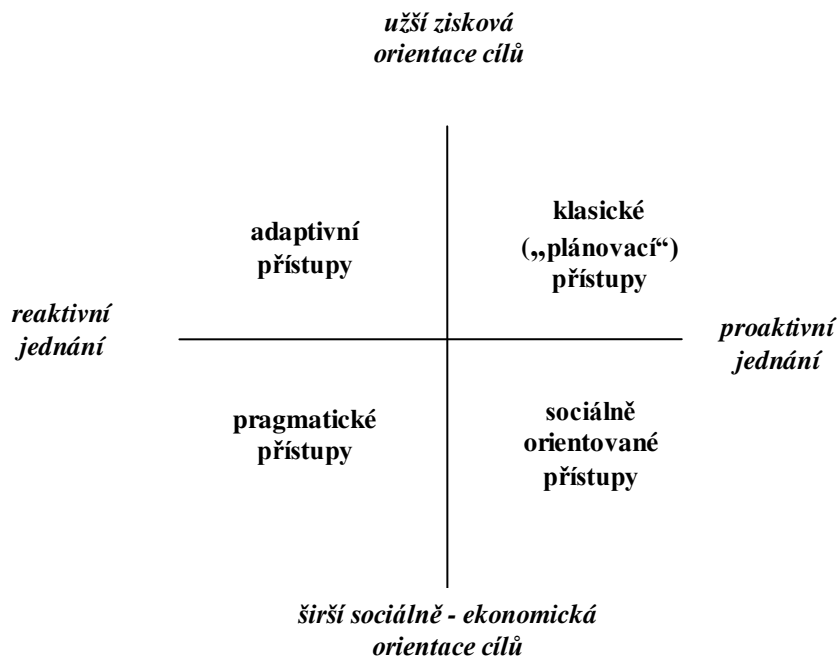 užší zisková
orientace cílů
adaptivní
přístupy
klasické
(„plánovací“)
přístupy
reaktivní
jednání
proaktivní
jednání
pragmatické
přístupy
sociálně
orientované
přístupy
širší sociálně - ekonomická
orientace cílů